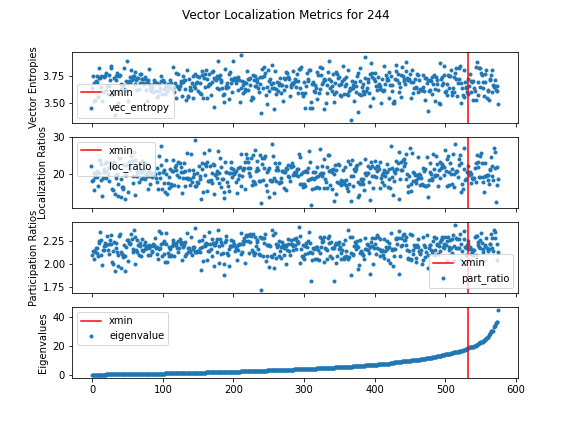 Vector Localization Metrics for 244
Vector Entropies
3.75
3.50
xmin
vec_entropy
Localization Ratios
30
20
xmin
loc_ratio
Participation Ratios
2.25
2.00
1.75
xmin
part_ratio
Eigenvalues
40
20
0
xmin
eigenvalue
0 100 200 300 400 500 600